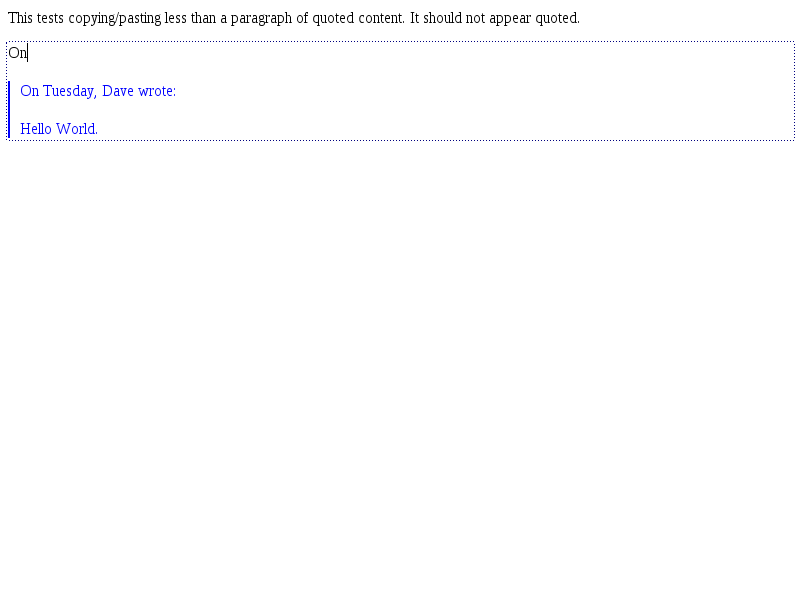 This tests copying/pasting less than a paragraph of quoted content. It should not appear quoted.
On
On Tuesday, Dave wrote:
Hello World.